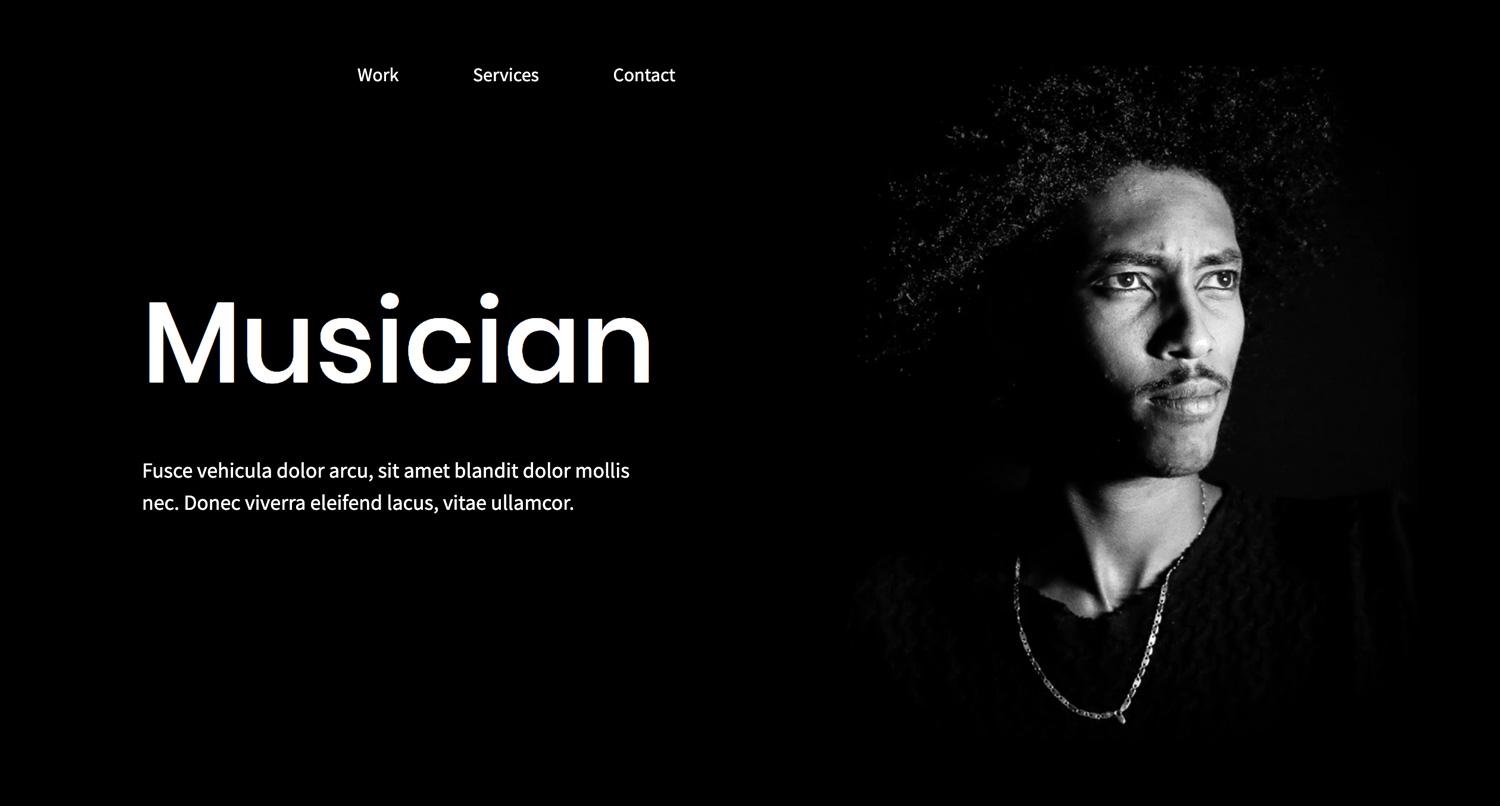 Work Services Contact
Musician
Fusce vehicula dolor arcu, sit amet blandit dolor mollis
nec. Donec viverra eleifend lacus, vitae ullamcor.